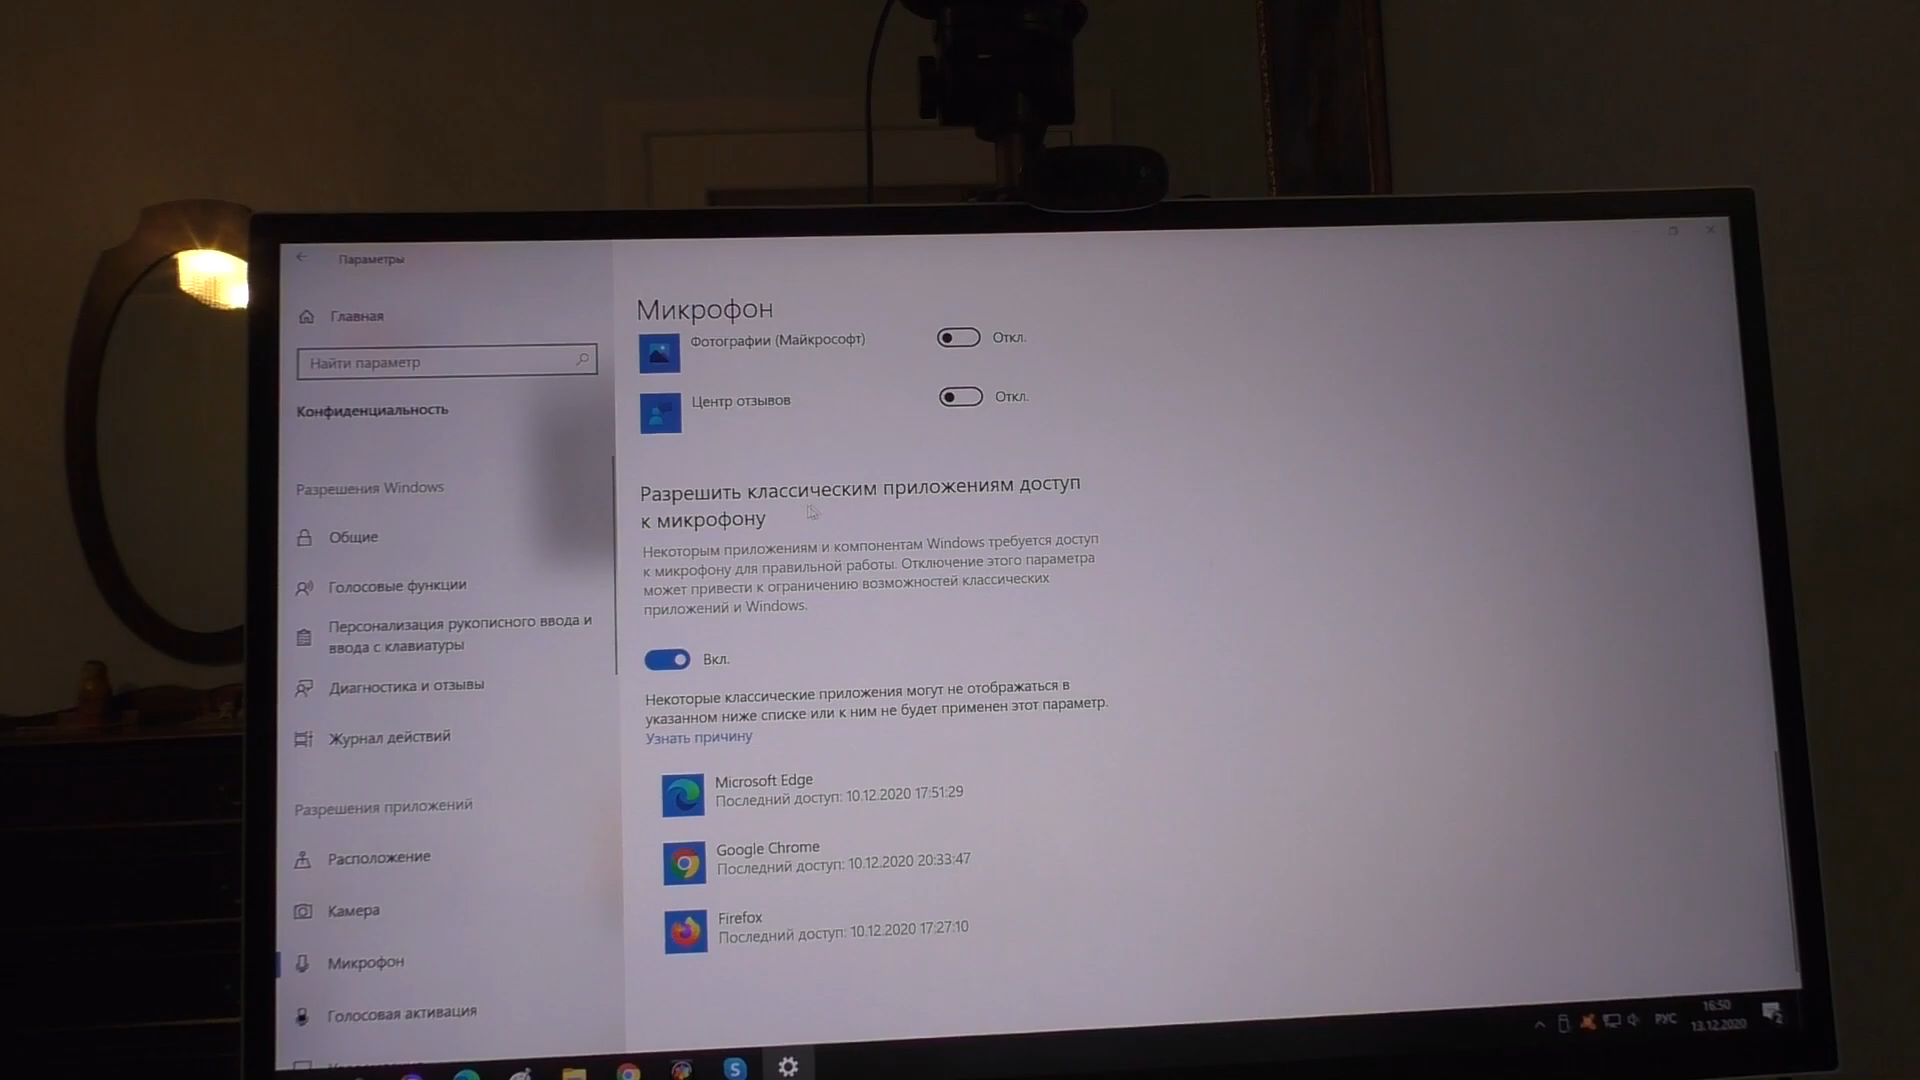 Параметры
Главная
Найти параметр
Конфиденциальность
Разрешения Windows
Общие
Голосовые функции
Персонализация рукописного ввода и
ввода с клавиатуры
Диагностика и отзывы
Журнал действий
Разрешения приложений
Расположение
Камера
Микрофон
Голосовая активация
Микрофон
Фотографии (Майкрософт)
Откл.
Центр отзывов
Откл.
Разрешить классическим приложениям доступ
к микрофону
Некоторым приложениям и компонентам Windows требуется доступ
к микрофону для правильной работы. Отключение этого параметра
может привести к ограничению возможностей классических
приложений и Windows.
Вкл.
Некоторые классические приложения могут не отображаться в
указанном ниже списке или к ним не будет применен этот параметр.
Узнать причину
Microsoft Edge
Последний доступ: 10.12.2020 17:51:29
Google Chrome
Последний доступ: 10.12.2020 20:33:47
Firefox
Последний доступ: 10.12.2020 17:27:10
РУС
16:50
13.12.2020
2